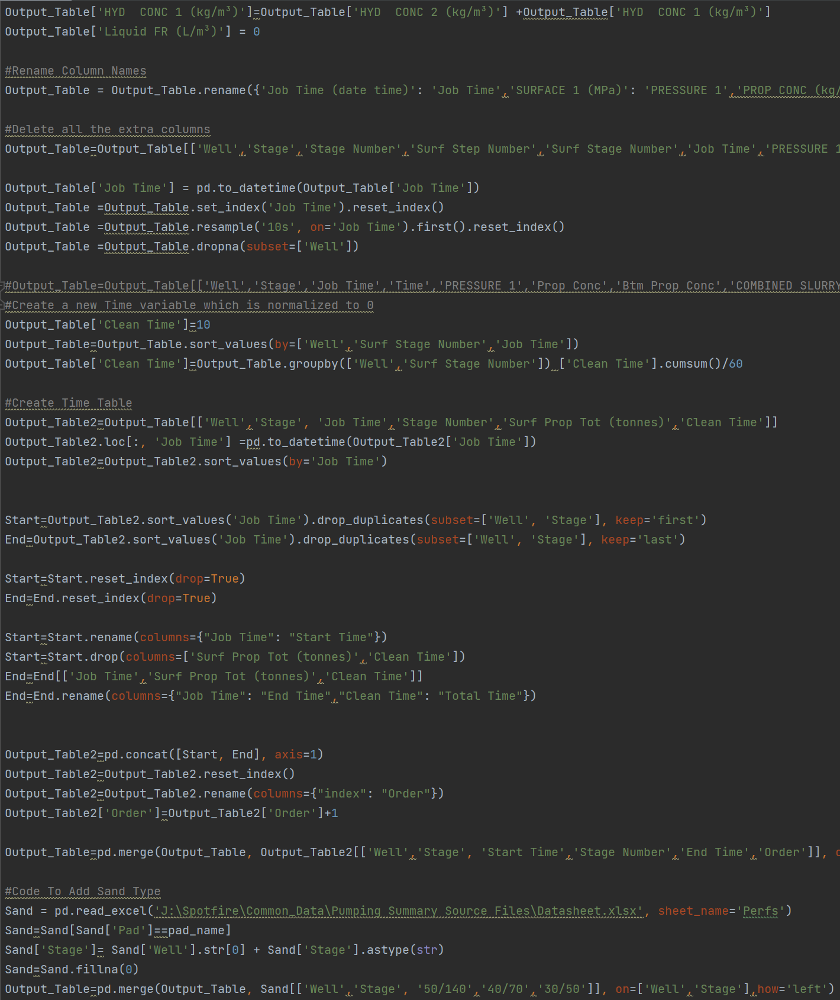 Output_Table['HYD  CONC 1 (kg/m³)']=Output_Table['HYD  CONC 2 (kg/m³)'] +Output_Table['HYD  CONC 1 (kg/m³)']
Output_Table['Liquid FR (L/m³)'] = 0
#Rename Column Names
Output_Table = Output_Table.rename({'Job Time (date time)': 'Job Time','SURFACE 1 (MPa)': 'PRESSURE 1','PROP CONC (kg/
#Delete all the extra columns
Output_Table=Output_Table[['Well','Stage','Stage Number','Surf Step Number','Surf Stage Number','Job Time','PRESSURE 1
Output_Table['Job Time'] = pd.to_datetime(Output_Table['Job Time'])
Output_Table =Output_Table.set_index('Job Time').reset_index()
Output_Table =Output_Table.resample('10s', on='Job Time').first().reset_index()
Output_Table =Output_Table.dropna(subset=['Well'])
#Output_Table=Output_Table[['Well','Stage','Job Time','Time','PRESSURE 1','Prop Conc','Btm Prop Conc','COMBINED SLURRY
#Create a new Time variable which is normalized to 0
Output_Table['Clean Time']=10
Output_Table=Output_Table.sort_values(by=['Well','Surf Stage Number','Job Time'])
Output_Table['Clean Time']=Output_Table.groupby(['Well','Surf Stage Number']) ['Clean Time'].cumsum()/60
#Create Time Table
Output_Table2=Output_Table[['Well','Stage', 'Job Time','Stage Number','Surf Prop Tot (tonnes)','Clean Time']]
Output_Table2.loc[:, 'Job Time'] =pd.to_datetime(Output_Table2['Job Time'])
Output_Table2=Output_Table2.sort_values(by='Job Time')
Start=Output_Table2.sort_values('Job Time').drop_duplicates(subset=['Well', 'Stage'], keep='first')
End=Output_Table2.sort_values('Job Time').drop_duplicates(subset=['Well', 'Stage'], keep='last')
Start=Start.reset_index(drop=True)
End=End.reset_index(drop=True)
Start=Start.rename(columns={"Job Time": "Start Time"})
Start=Start.drop(columns=['Surf Prop Tot (tonnes)','Clean Time'])
End=End[['Job Time','Surf Prop Tot (tonnes)','Clean Time']]
End=End.rename(columns={"Job Time": "End Time","Clean Time": "Total Time"})
Output_Table2=pd.concat([Start, End], axis=1)
Output_Table2=Output_Table2.reset_index()
Output_Table2=Output_Table2.rename(columns={"index": "Order"})
Output_Table2['Order']=Output_Table2['Order']+1
Output_Table=pd.merge(Output_Table, Output_Table2[['Well','Stage', 'Start Time','Stage Number','End Time','Order']],
#Code To Add Sand Type
Sand = pd.read_excel('J:\Spotfire\Common_Data\Pumping Summary Source Files\Datasheet.xlsx', sheet_name='Perfs')
Sand=Sand[Sand['Pad']==pad_name]
Sand['Stage']= Sand['Well'].str[0] + Sand['Stage'].astype(str)
Sand=Sand.fillna(0)
Output_Table=pd.merge(Output_Table, Sand[['Well','Stage', '50/140','40/70','30/50']], on=['Well','Stage'],how='left')